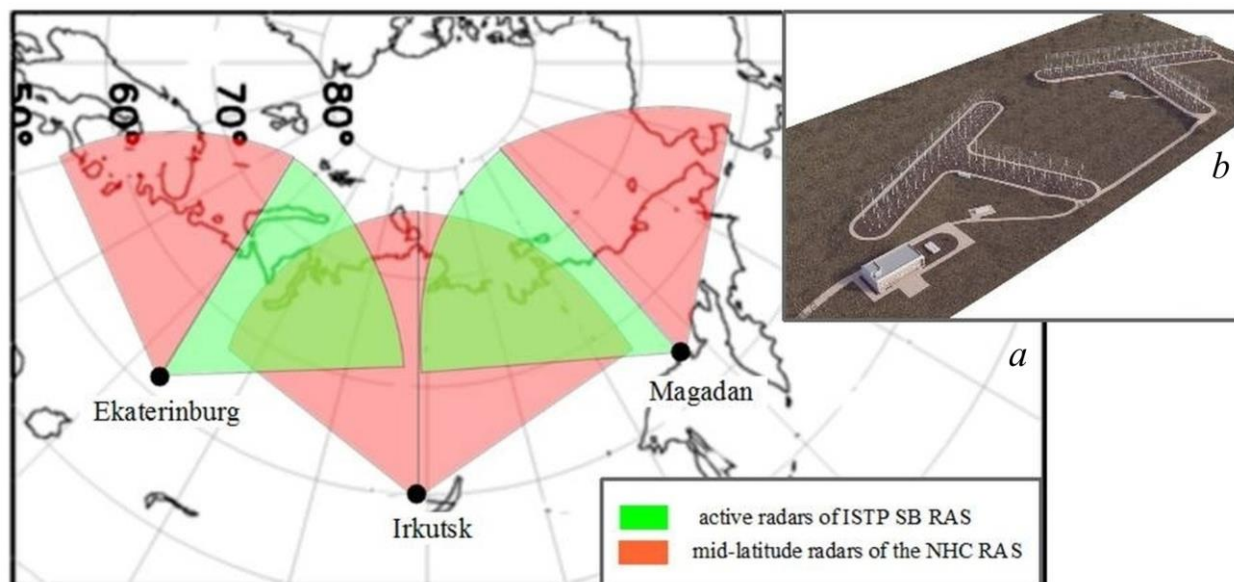 50°
60°
70°
80°
b
a
Ekaterinburg
Magadan
Irkutsk
active radars of ISTP SB RAS
mid-latitude radars of the NHC RAS